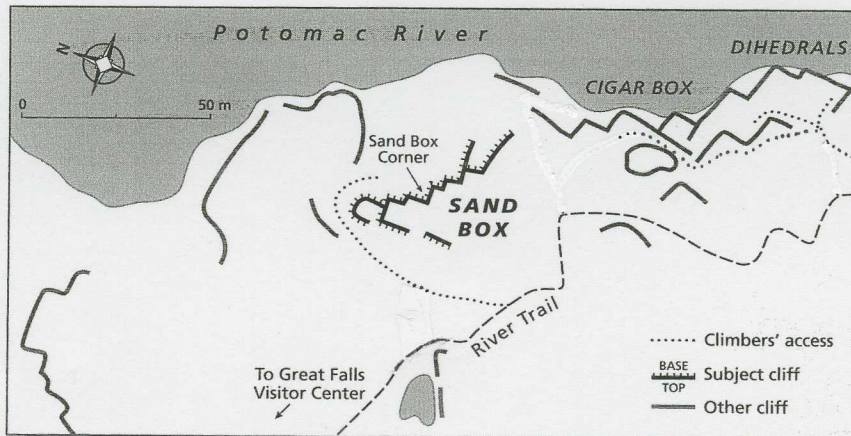 Potomac River
DIHEDRALS
N
CIGAR BOX
0 50 m
Sand Box
Corner
SAND
BOX
River Trail
Climbers' access
BASE
TOP
Subject cliff
Other cliff
To Great Falls
Visitor Center